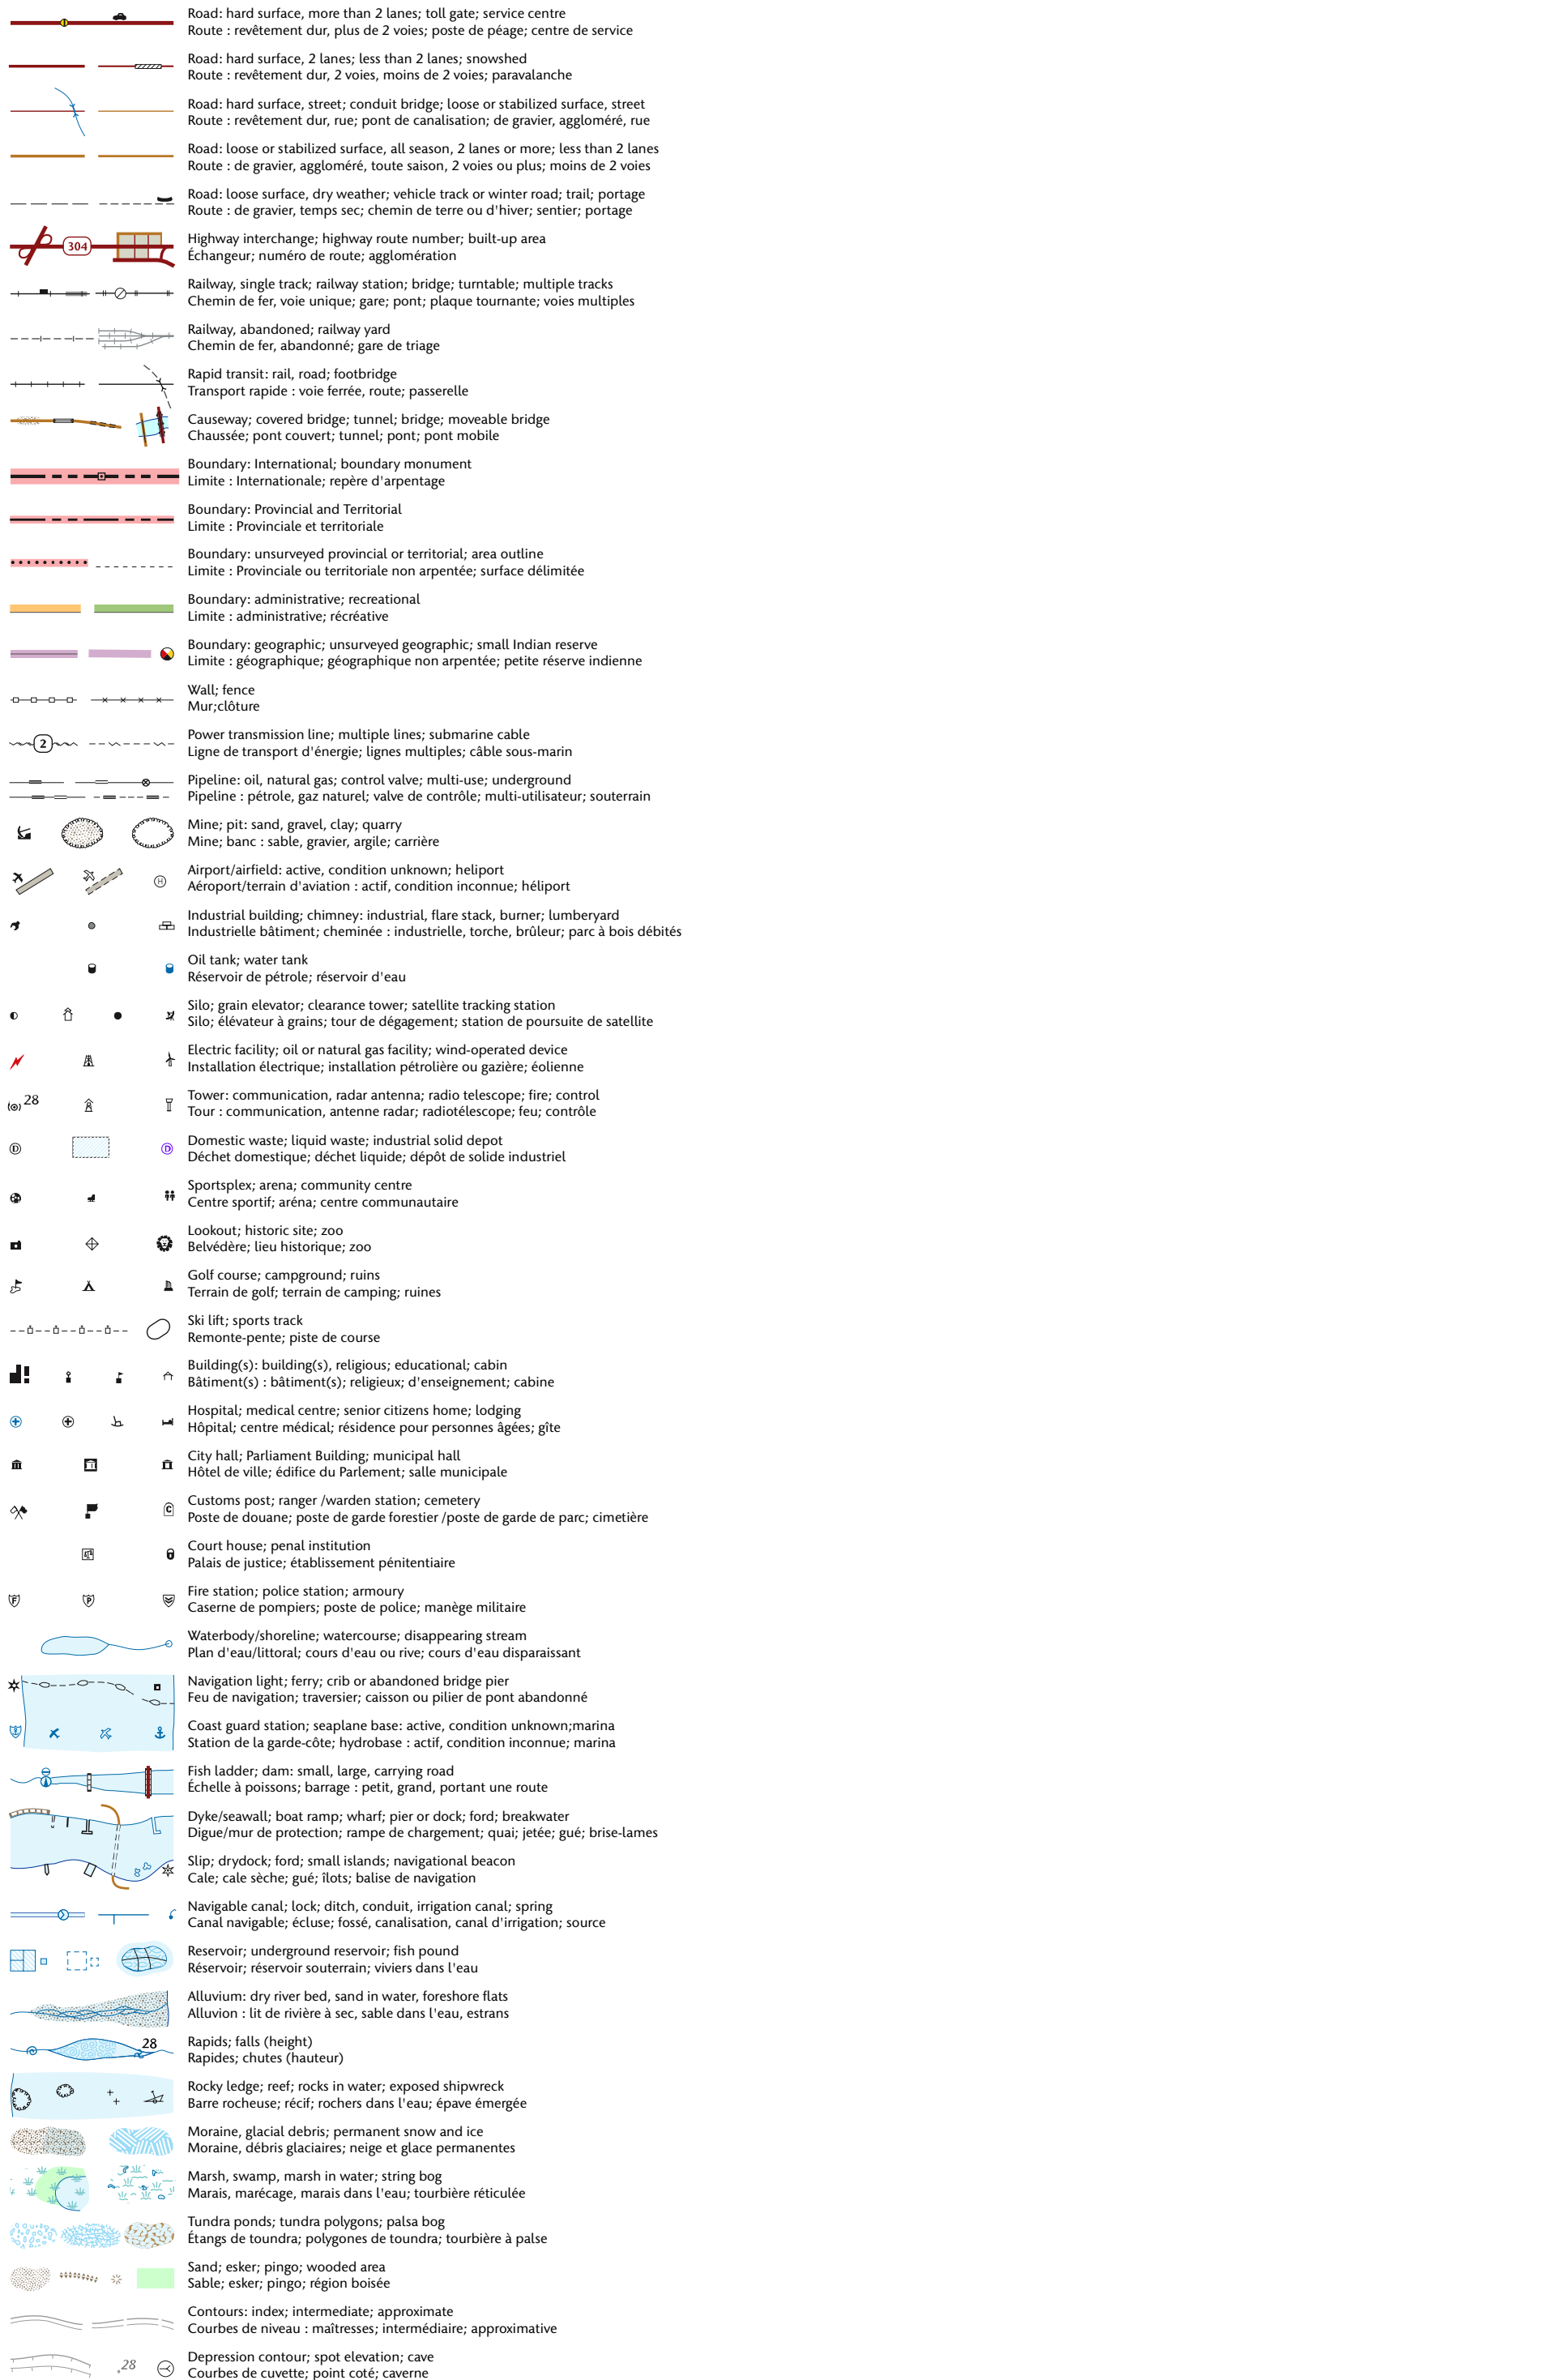 Road: hard surface, more than 2 lanes; toll gate; service centre
Route : revêtement dur, plus de 2 voies; poste de péage; centre de service
Road: hard surface, 2 lanes; less than 2 lanes; snowshed
Route : revêtement dur, 2 voies, moins de 2 voies; paravalanche
Road: hard surface, street; conduit bridge; loose or stabilized surface, street
Route : revêtement dur, rue; pont de canalisation; de gravier, aggloméré, rue
Road: loose or stabilized surface, all season, 2 lanes or more; less than 2 lanes
Route : de gravier, aggloméré, toute saison, 2 voies ou plus; moins de 2 voies
Road: loose surface, dry weather; vehicle track or winter road; trail; portage
Route : de gravier, temps sec; chemin de terre ou d'hiver; sentier; portage
304
Highway interchange; highway route number; built-up area
Échangeur; numéro de route; agglomération
Railway, single track; railway station; bridge; turntable; multiple tracks
Chemin de fer, voie unique; gare; pont; plaque tournante; voies multiples
Railway, abandoned; railway yard
Chemin de fer, abandonné; gare de triage
Rapid transit: rail, road; footbridge
Transport rapide : voie ferrée, route; passerelle
Causeway; covered bridge; tunnel; bridge; moveable bridge
Chaussée; pont couvert; tunnel; pont; pont mobile
Boundary: International; boundary monument
Limite : Internationale; repère d'arpentage
Boundary: Provincial and Territorial
Limite : Provinciale et territoriale
Boundary: unsurveyed provincial or territorial; area outline
Limite : Provinciale ou territoriale non arpentée; surface délimitée
Boundary: administrative; recreational
Limite : administrative; récréative
Boundary: geographic; unsurveyed geographic; small Indian reserve
Limite : géographique; géographique non arpentée; petite réserve indienne
Wall; fence
Mur;clôture
2
Power transmission line; multiple lines; submarine cable
Ligne de transport d'énergie; lignes multiples; câble sous-marin
Pipeline: oil, natural gas; control valve; multi-use; underground
Pipeline : pétrole, gaz naturel; valve de contrôle; multi-utilisateur; souterrain
Mine; pit: sand, gravel, clay; quarry
Mine; banc : sable, gravier, argile; carrière
H
Airport/airfield: active, condition unknown; heliport
Aéroport/terrain d'aviation : actif, condition inconnue; héliport
Industrial building; chimney: industrial, flare stack, burner; lumberyard
Industrielle bâtiment; cheminée : industrielle, torche, brûleur; parc à bois débités
Oil tank; water tank
Réservoir de pétrole; réservoir d'eau
Silo; grain elevator; clearance tower; satellite tracking station
Silo; élévateur à grains; tour de dégagement; station de poursuite de satellite
Electric facility; oil or natural gas facility; wind-operated device
Installation électrique; installation pétrolière ou gazière; éolienne
28
Tower: communication, radar antenna; radio telescope; fire; control
Tour : communication, antenne radar; radiotélescope; feu; contrôle
D D
Domestic waste; liquid waste; industrial solid depot
Déchet domestique; déchet liquide; dépôt de solide industriel
Sportsplex; arena; community centre
Centre sportif; aréna; centre communautaire
Lookout; historic site; zoo
Belvédère; lieu historique; zoo
Golf course; campground; ruins
Terrain de golf; terrain de camping; ruines
Ski lift; sports track
Remonte-pente; piste de course
Building(s): building(s), religious; educational; cabin
Bâtiment(s) : bâtiment(s); religieux; d'enseignement; cabine
Hospital; medical centre; senior citizens home; lodging
Hôpital; centre médical; résidence pour personnes âgées; gîte
City hall; Parliament Building; municipal hall
Hôtel de ville; édifice du Parlement; salle municipale
C
Customs post; ranger /warden station; cemetery
Poste de douane; poste de garde forestier /poste de garde de parc; cimetière
Court house; penal institution
Palais de justice; établissement pénitentiaire
F P
Fire station; police station; armoury
Caserne de pompiers; poste de police; manège militaire
Waterbody/shoreline; watercourse; disappearing stream
Plan d'eau/littoral; cours d'eau ou rive; cours d'eau disparaissant
Navigation light; ferry; crib or abandoned bridge pier
Feu de navigation; traversier; caisson ou pilier de pont abandonné
Coast guard station; seaplane base: active, condition unknown;marina
Station de la garde-côte; hydrobase : actif, condition inconnue; marina
Fish ladder; dam: small, large, carrying road
Échelle à poissons; barrage : petit, grand, portant une route
Dyke/seawall; boat ramp; wharf; pier or dock; ford; breakwater
Digue/mur de protection; rampe de chargement; quai; jetée; gué; brise-lames
Slip; drydock; ford; small islands; navigational beacon
Cale; cale sèche; gué; îlots; balise de navigation
Navigable canal; lock; ditch, conduit, irrigation canal; spring
Canal navigable; écluse; fossé, canalisation, canal d'irrigation; source
Reservoir; underground reservoir; fish pound
Réservoir; réservoir souterrain; viviers dans l'eau
Alluvium: dry river bed, sand in water, foreshore flats
Alluvion : lit de rivière à sec, sable dans l'eau, estrans
28
Rapids; falls (height)
Rapides; chutes (hauteur)
Rocky ledge; reef; rocks in water; exposed shipwreck
Barre rocheuse; récif; rochers dans l'eau; épave émergée
Moraine, glacial debris; permanent snow and ice
Moraine, débris glaciaires; neige et glace permanentes
Marsh, swamp, marsh in water; string bog
Marais, marécage, marais dans l'eau; tourbière réticulée
Tundra ponds; tundra polygons; palsa bog
Étangs de toundra; polygones de toundra; tourbière à palse
Sand; esker; pingo; wooded area
Sable; esker; pingo; région boisée
Contours: index; intermediate; approximate
Courbes de niveau : maîtresses; intermédiaire; approximative
.28
Depression contour; spot elevation; cave
Courbes de cuvette; point coté; caverne